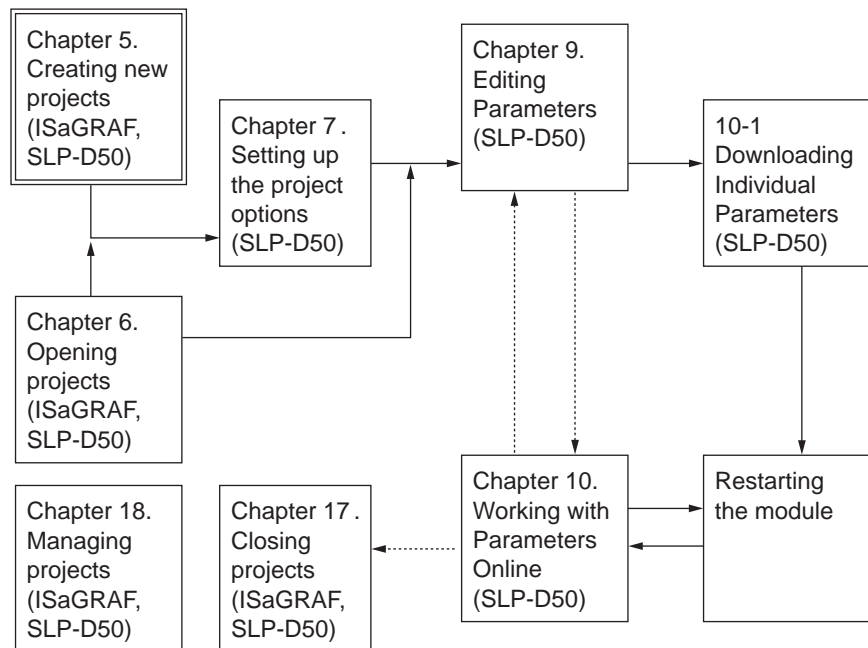 Chapter 5.
Creating new
projects
(ISaGRAF,
SLP-D50)
Chapter 7.
Setting up
the project
options
(SLP-D50)
Chapter 9.
Editing
Parameters
(SLP-D50)
10-1
Downloading
Individual
Parameters
(SLP-D50)
Chapter 6.
Opening
projects
(ISaGRAF,
SLP-D50)
Chapter 18.
Managing
projects
(ISaGRAF,
SLP-D50)
Chapter 17.
Closing
projects
(ISaGRAF,
SLP-D50)
Chapter 10.
Working with
Parameters
Online
(SLP-D50)
Restarting
the module